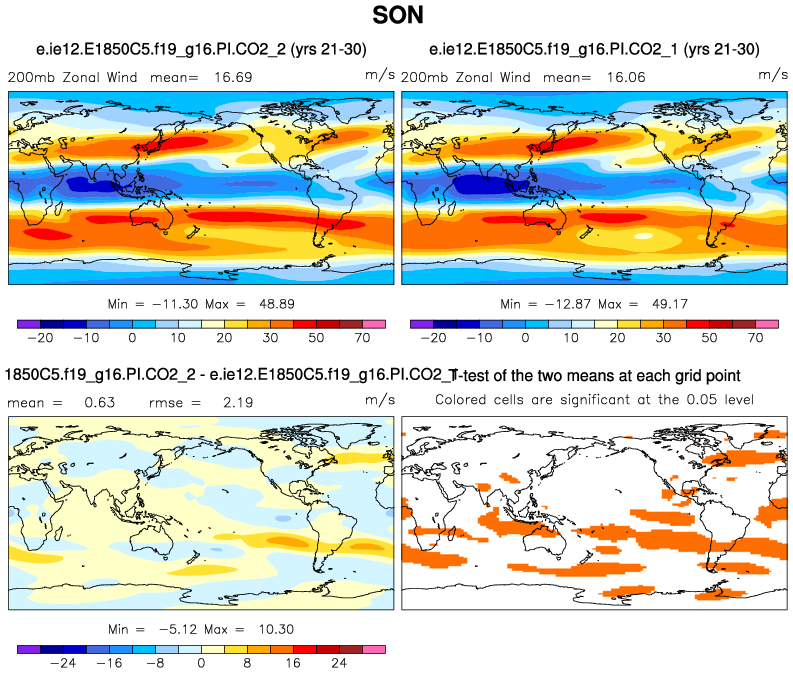 SON
e.ie12.E1850C5.f19_g16.PI.CO2_2 (yrs 21-30)
e.ie12.E1850C5.f19_g16.PI.CO2_1 (yrs 21-30)
200mb Zonal Wind mean= 16.69 m/s
200mb Zonal Wind mean= 16.06 m/s
Min = -11.30 Max = 48.89
Min = -12.87 Max = 49.17
-20 -10 0 10 20 30 50 70
-20 -10 0 10 20 30 50 70
1850C5.f19_g16.PI.CO2_2 - e.ie12.E1850C5.f19_g16.PI.CO2_1
T-test of the two means at each grid point
mean = 0.63 rmse = 2.19 m/s
Colored cells are significant at the 0.05 level
Min = -5.12 Max = 10.30
-24 -16 -8 0 8 16 24